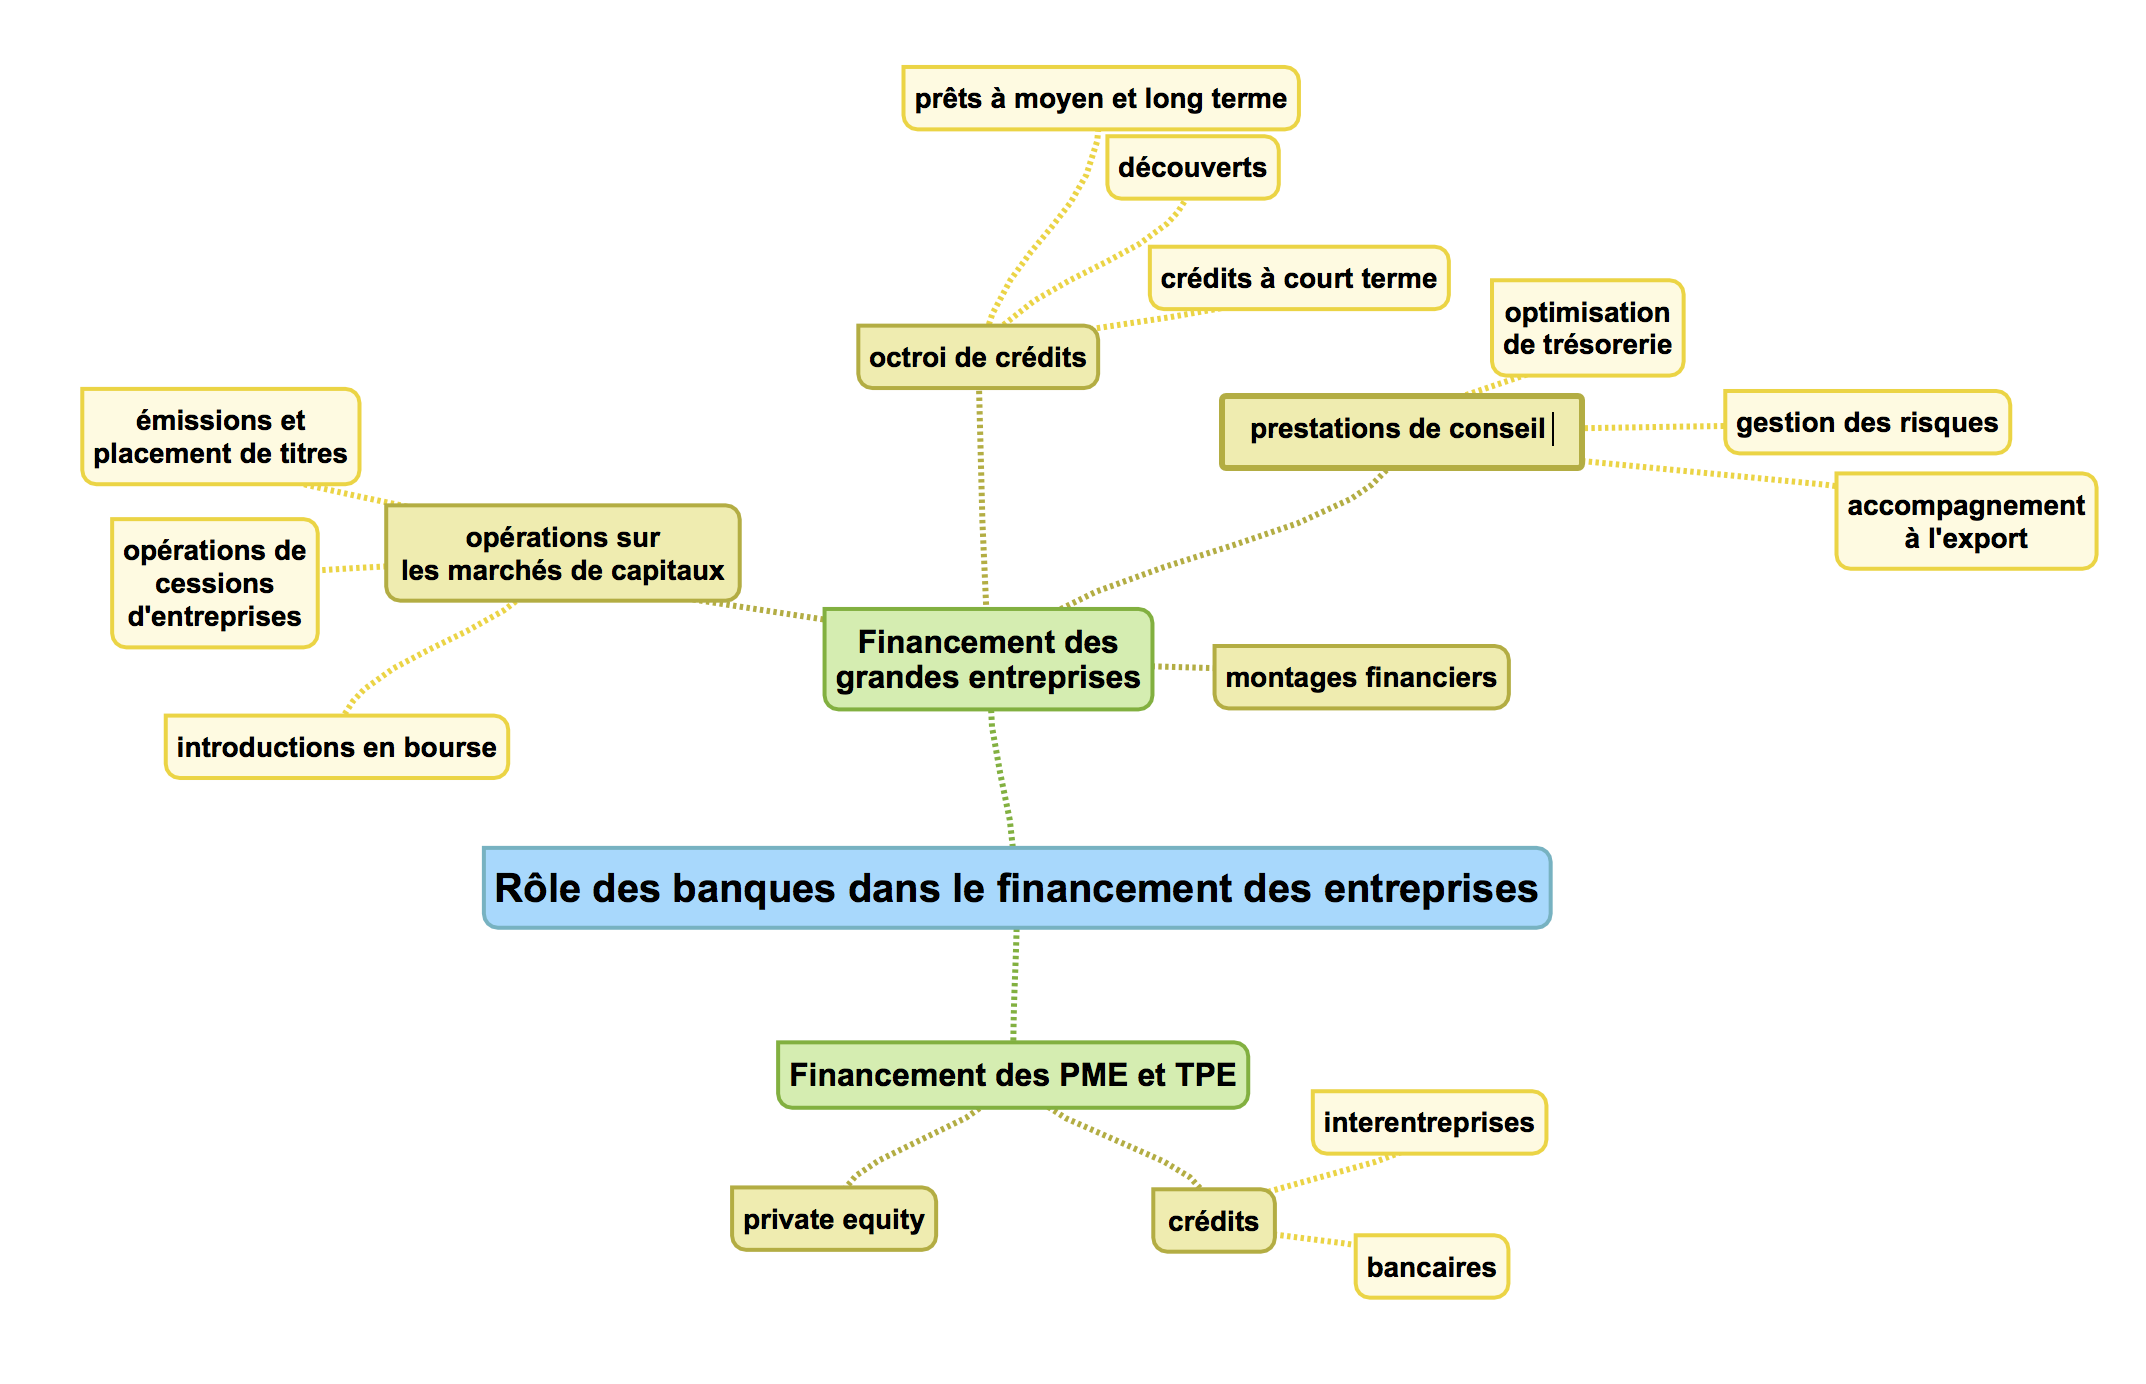 prêts à moyen et long terme
découverts
crédits à court terme
optimisation
de trésorerie
octroi de crédits
prestations de conseil
gestion des risques
émissions et
placement de titres
accompagnement
à l'export
opérations sur
les marchés de capitaux
opérations de
cessions
d'entreprises
Financement des
grandes entreprises
montages financiers
introductions en bourse
Rôle des banques dans le financement des entreprises
Financement des PME et TPE
interentreprises
private equity
crédits
bancaires